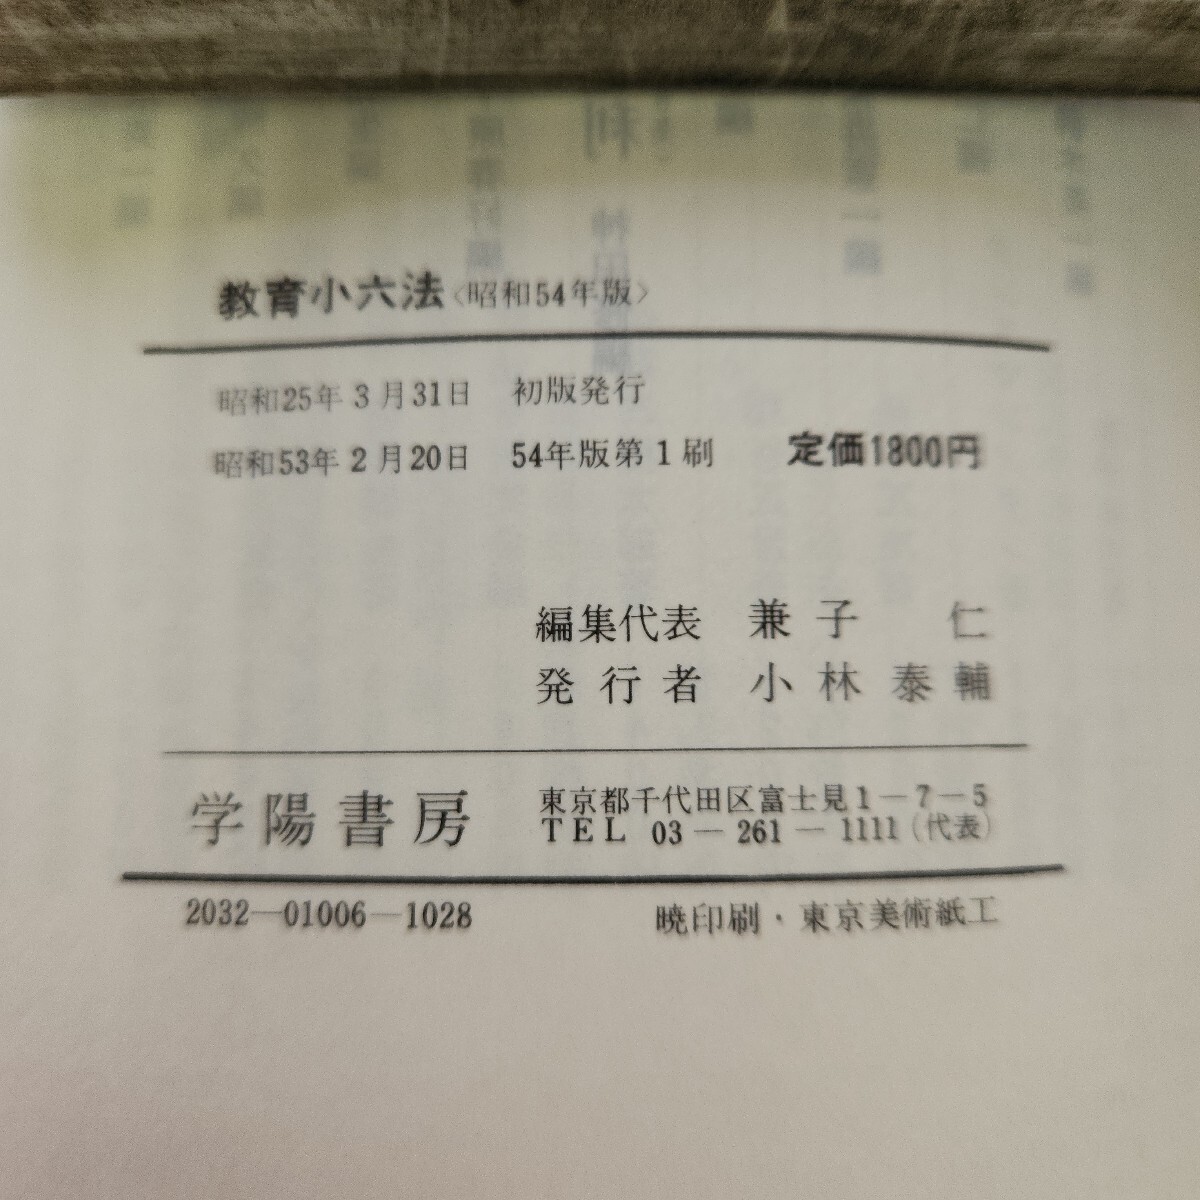 教育小六法〈昭和54年版〉
昭和25年3月31日 初版発行
昭和53年2月20日 54年版第1刷 定価1800円
編集代表 兼子 仁
発行者 小林泰輔
学陽書房
東京都千代田区富士見1-7-5
TEL 03-261-1111(代表)
2032-01006-1028
暁印刷・東京美術紙工